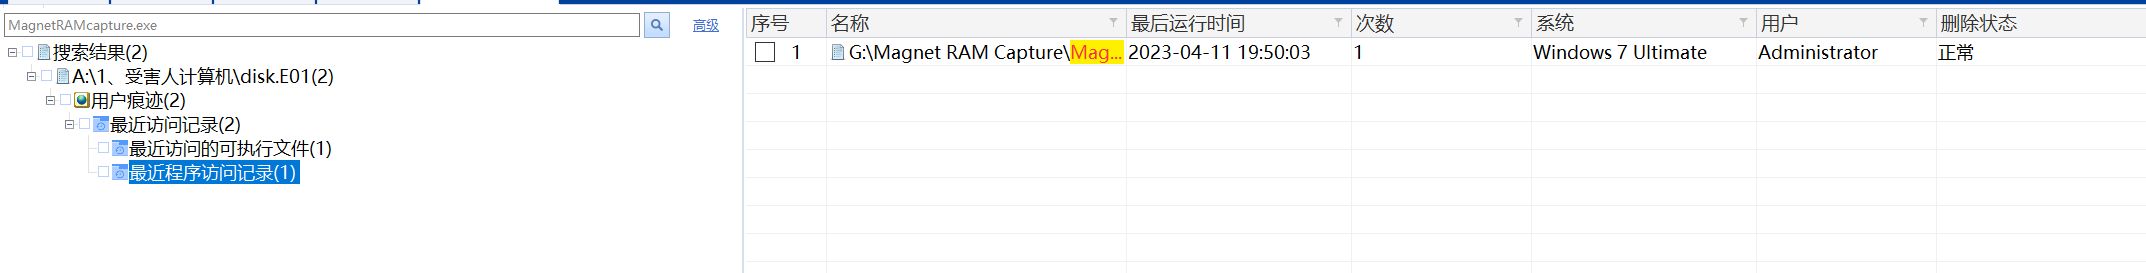 MagnetRAMcapture.exe
高级
搜索结果(2)
A:\1、受害人计算机\disk.E01(2)
用户痕迹(2)
最近访问记录(2)
最近访问的可执行文件(1)
最近程序访问记录(1)
序号 名称 最后运行时间 次数 系统 用户 删除状态
1 G:\Magnet RAM Capture\Mag... 2023-04-11 19:50:03 1 Windows 7 Ultimate Administrator 正常